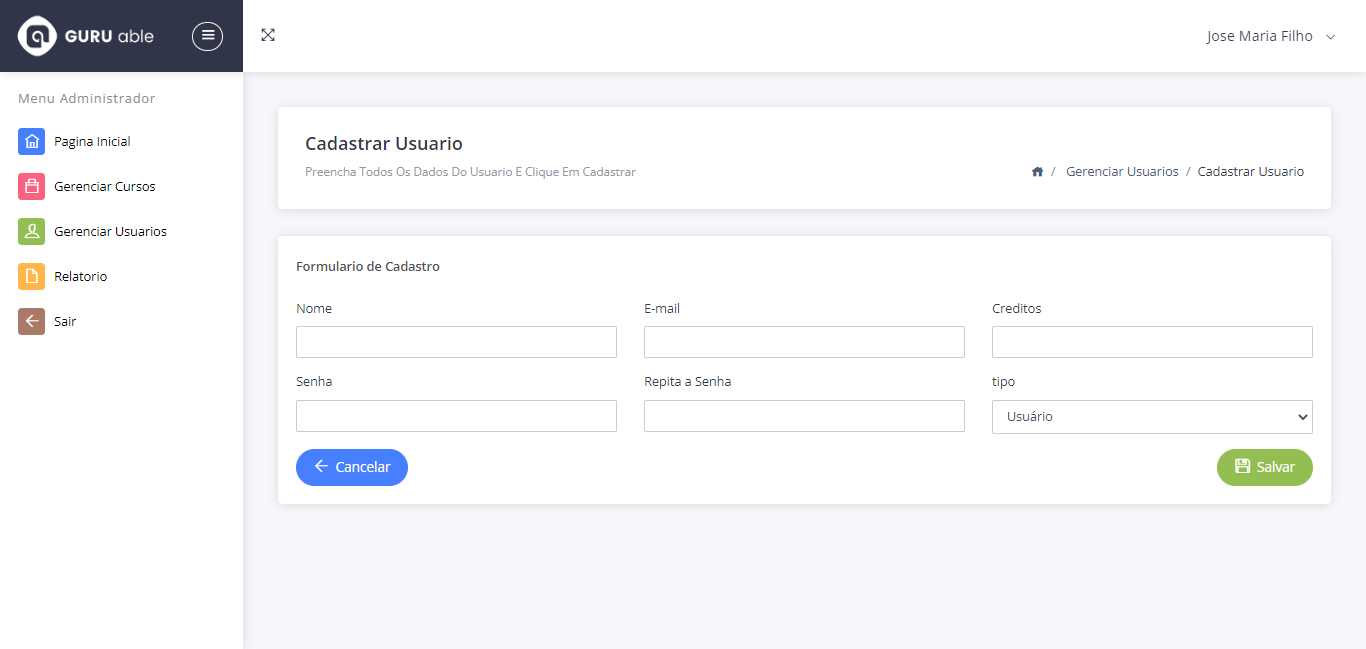 GURU able
Jose Maria Filho
Menu Administrador
Pagina Inicial
Gerenciar Cursos
Gerenciar Usuarios
Relatorio
Sair
Cadastrar Usuario
Preencha Todos Os Dados Do Usuario E Clique Em Cadastrar
/ Gerenciar Usuarios / Cadastrar Usuario
Formulario de Cadastro
Nome E-mail Creditos
Senha Repita a Senha tipo
Usuário
Cancelar Salvar